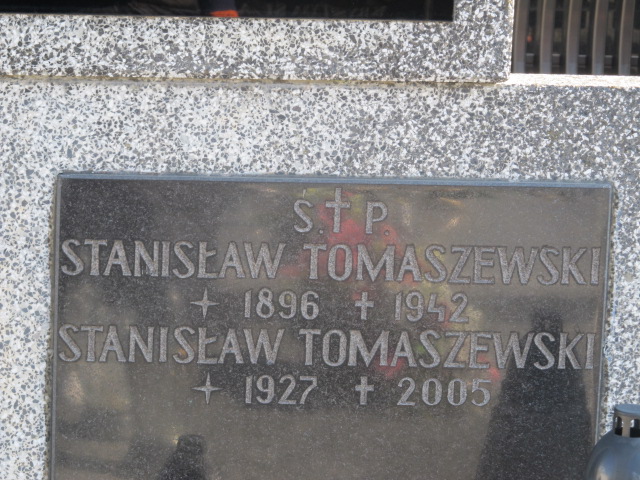 S.✝P.
STANISŁAW TOMASZEWSKI
✦ 1896 ✝ 1942
STANISŁAW TOMASZEWSKI
✦ 1927 ✝ 2005